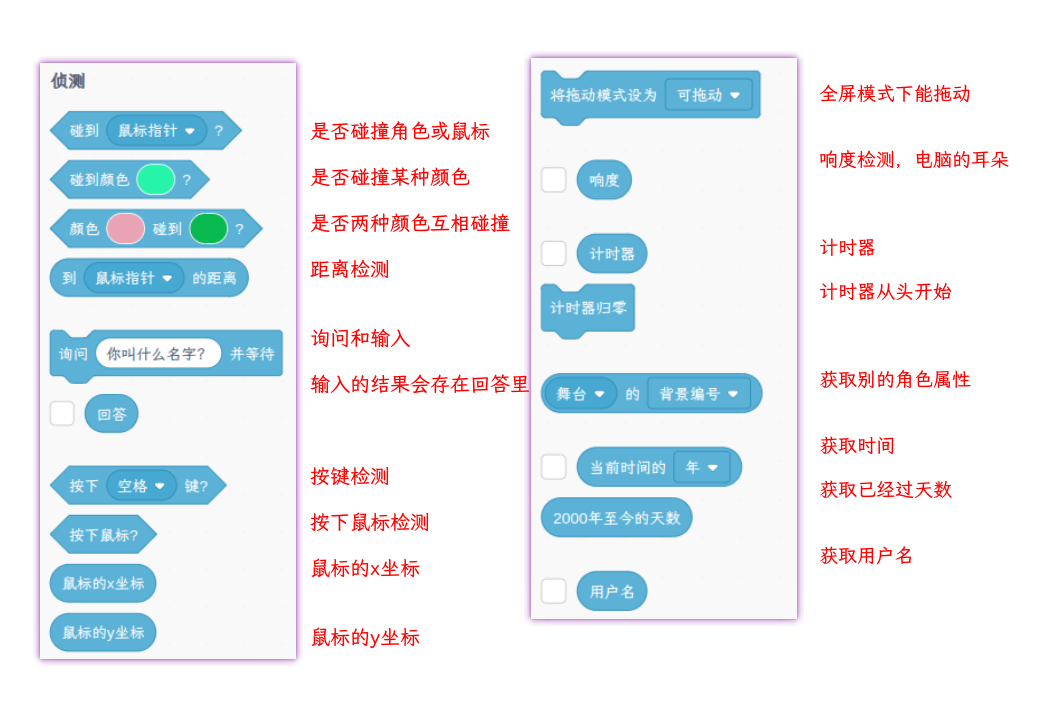 侦测
碰到 鼠标指针 ?
是否碰撞角色或鼠标
碰到颜色 ?
是否碰撞某种颜色
颜色 碰到 ?
是否两种颜色互相碰撞
到 鼠标指针 的距离
距离检测
询问 你叫什么名字? 并等待
询问和输入
回答
输入的结果会存在回答里
按下 空格 键?
按键检测
按下鼠标?
按下鼠标检测
鼠标的x坐标
鼠标的x坐标
鼠标的y坐标
鼠标的y坐标
将拖动模式设为 可拖动
全屏模式下能拖动
响度
响度检测，电脑的耳朵
计时器
计时器
计时器归零
计时器从头开始
舞台 的 背景编号
获取别的角色属性
当前时间的 年
获取时间
2000年至今的天数
获取已经过天数
用户名
获取用户名